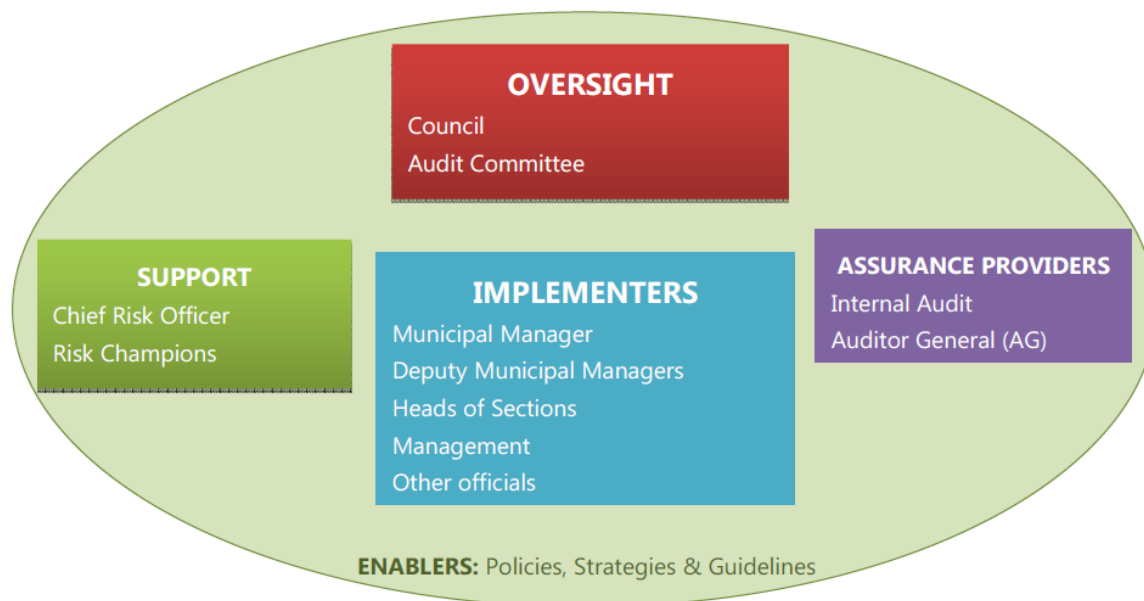 OVERSIGHT
Council
Audit Committee
SUPPORT
Chief Risk Officer
Risk Champions
IMPLEMENTERS
Municipal Manager
Deputy Municipal Managers
Heads of Sections
Management
Other officials
ASSURANCE PROVIDERS
Internal Audit
Auditor General (AG)
ENABLERS: Policies, Strategies & Guidelines